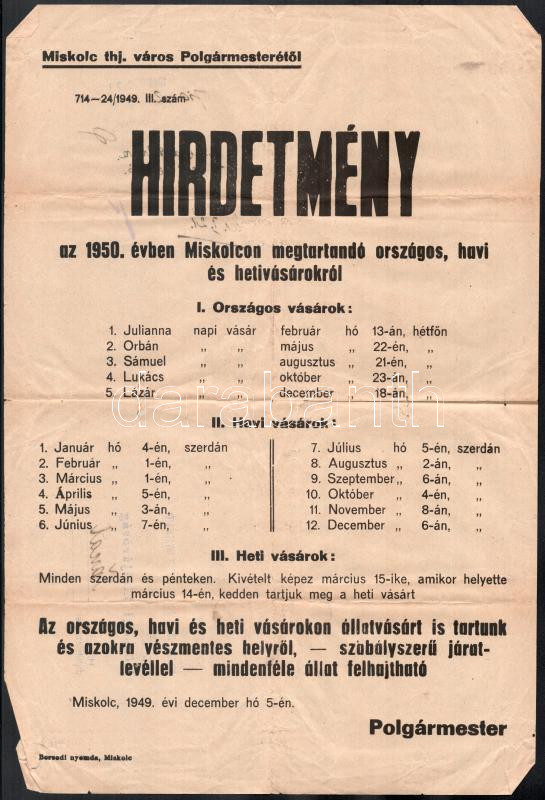 Miskolc thj. város Polgármesterétől
714—24/1949. III. szám
HIRDETMÉNY
az 1950. évben Miskolcon megtartandó országos, havi
és hetivásárokról
I. Országos vásárok:
1. Julianna napi vásár február hó 13-án, hétfőn
2. Orbán „ „ május „ 22-én, „
3. Sámuel „ „ augusztus „ 21-én, „
4. Lukács „ „ október „ 23-án, „
5. Lázár „ „ december „ 18-án, „
darabanth
II. Havi vásárok:
1. Január hó 4-én, szerdán 7. Július hó 5-én, szerdán
2. Február „ 1-én, „ 8. Augusztus „ 2-án, „
3. Március „ 1-én, „ 9. Szeptember „ 6-án, „
4. Április „ 5-én, „ 10. Október „ 4-én, „
5. Május „ 3-án, „ 11. November „ 8-án, „
6. Június „ 7-én, „ 12. December „ 6-án, „
III. Heti vásárok:
Minden szerdán és pénteken. Kivételt képez március 15-ike, amikor helyette
március 14-én, kedden tartjuk meg a heti vásárt
Az országos, havi és heti vásárokon állatvásárt is tartunk
és azokra vészmentes helyről, — szabályszerű járat-
levéllel — mindenféle állat felhajtható
Miskolc, 1949. évi december hó 5-én.
Polgármester
Borsodi nyomda, Miskolc